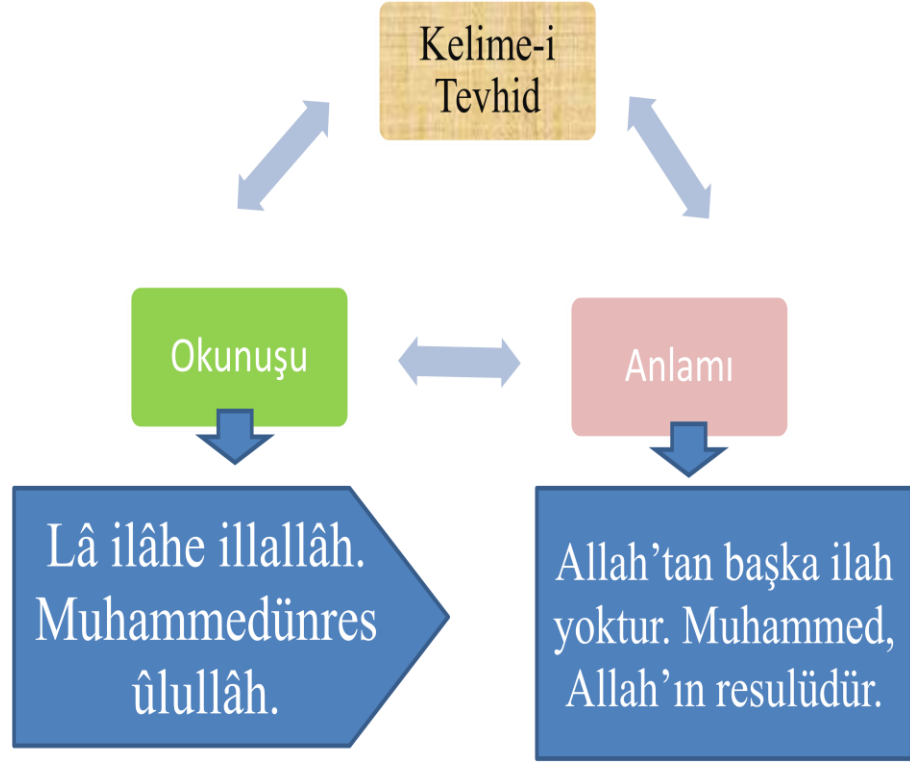 Kelime-i
Tevhid
Okunuşu
Anlamı
Lâ ilâhe illallâh.
Muhammedünres
ûlullâh.
Allah’tan başka ilah
yoktur. Muhammed,
Allah’ın resulüdür.